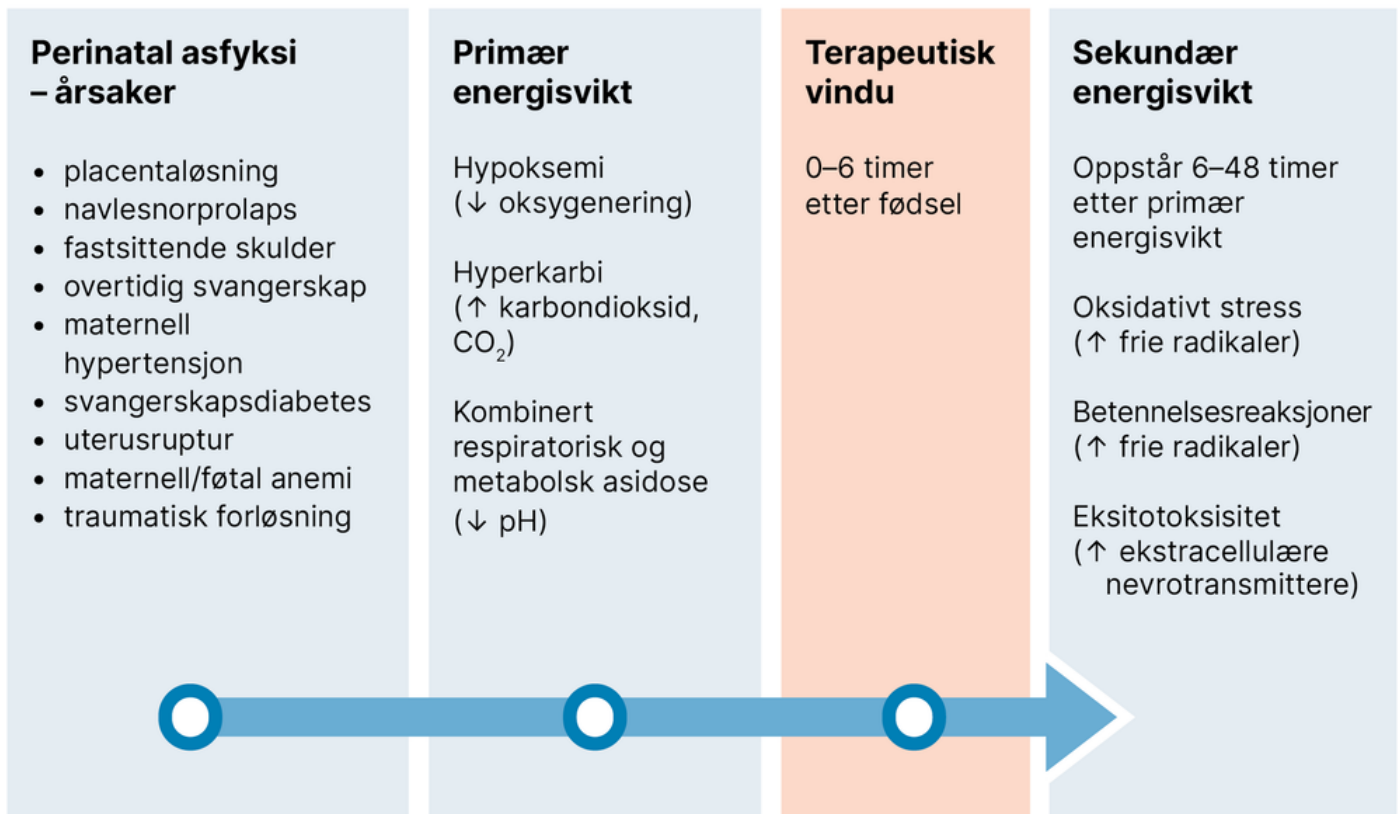 Perinatal asfyksi
– årsaker
• placentaløsning
• navlesnorprolaps
• fastsittende skulder
• overtidig svangerskap
• maternell
hypertensjon
• svangerskapsdiabetes
• uterusruptur
• maternell/føtal anemi
• traumatisk forløsning
Primær
energisvikt
Hypoksemi
(↓ oksygenering)
Hyperkarbi
(↑ karbondioksid,
CO₂)
Kombinert
respiratorisk og
metabolsk asidose
(↓ pH)
Terapeutisk
vindu
0–6 timer
etter fødsel
Sekundær
energisvikt
Oppstår 6–48 timer
etter primær
energisvikt
Oksidativt stress
(↑ frie radikaler)
Betennelsesreaksjoner
(↑ frie radikaler)
Eksitotoksisitet
(↑ ekstracellulære
nevrotransmittere)